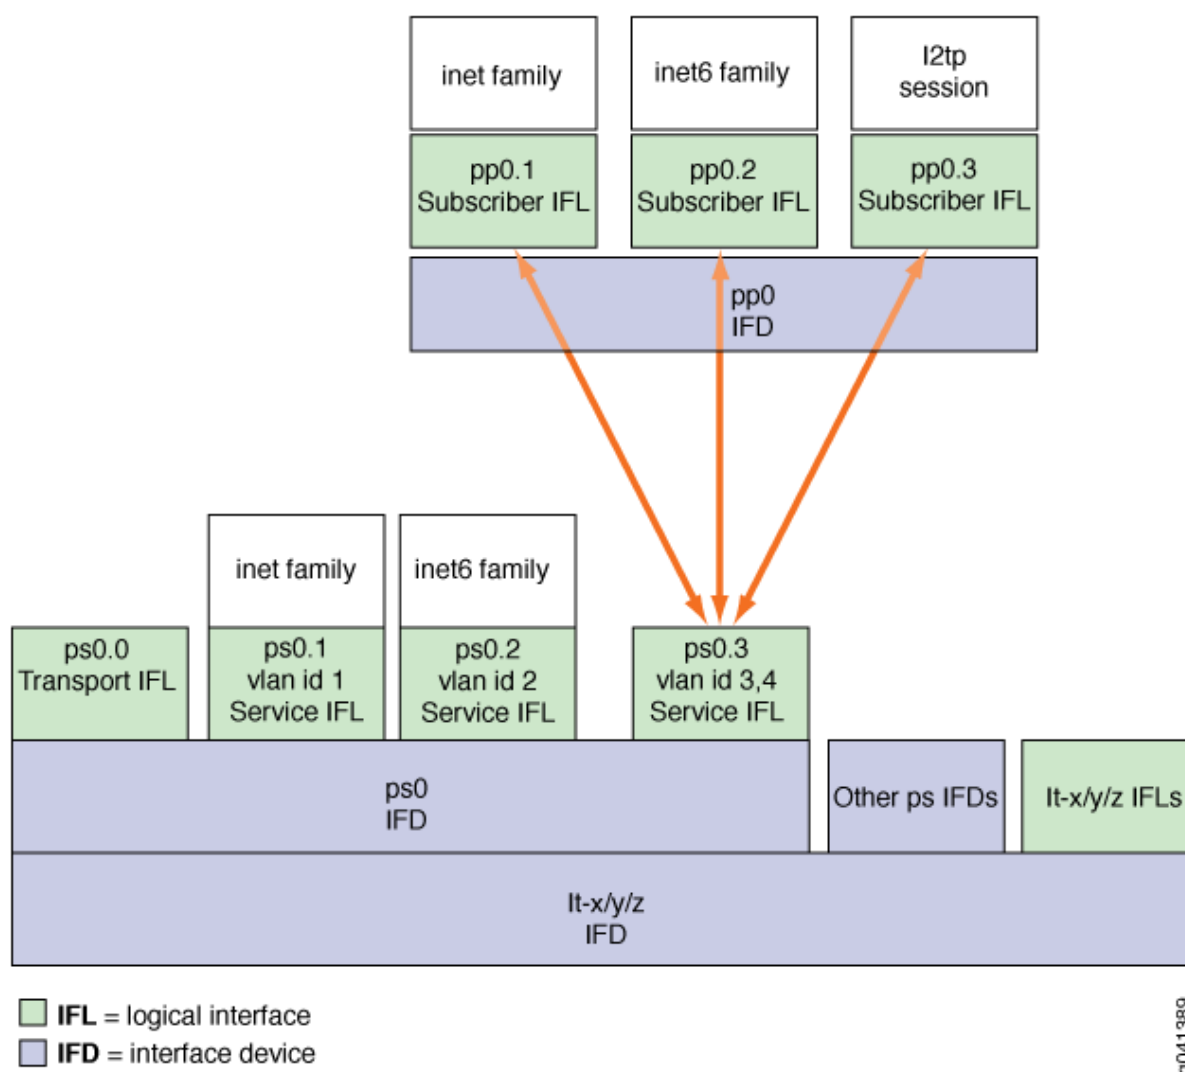 inet family
inet6 family
l2tp
session
pp0.1
Subscriber IFL
pp0.2
Subscriber IFL
pp0.3
Subscriber IFL
pp0
IFD
inet family
inet6 family
ps0.0
Transport IFL
ps0.1
vlan id 1
Service IFL
ps0.2
vlan id 2
Service IFL
ps0.3
vlan id 3,4
Service IFL
ps0
IFD
Other ps IFDs
lt-x/y/z IFLs
lt-x/y/z
IFD
IFL = logical interface
IFD = interface device
g041389